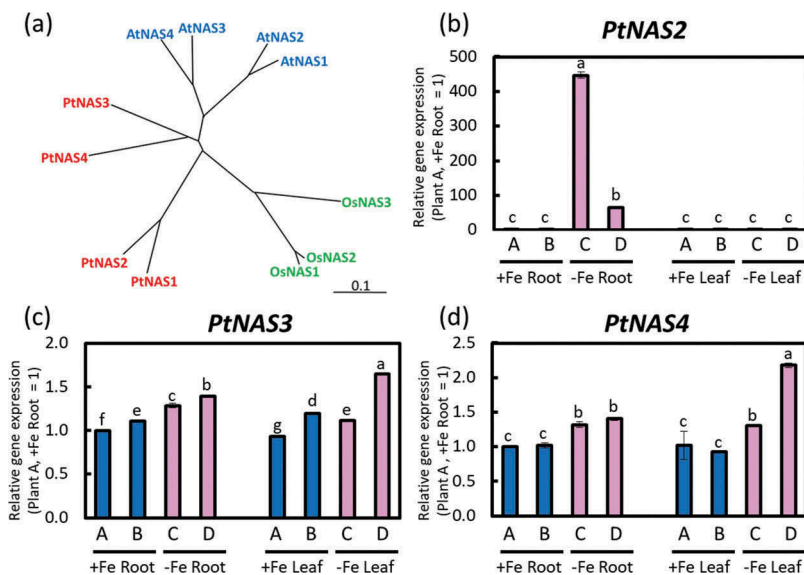 (a)
AtNAS4
AtNAS3
AtNAS2
AtNAS1
PtNAS3
PtNAS4
OsNAS3
PtNAS2
PtNAS1
OsNAS2
OsNAS1
0.1
(b)
PtNAS2
Relative gene expression
(Plant A, +Fe Root = 1)
500
400
300
200
100
0
c c a b c c c c
A B C D A B C D
+Fe Root -Fe Root +Fe Leaf -Fe Leaf
(c)
PtNAS3
Relative gene expression
(Plant A, +Fe Root = 1)
2.0
1.5
1.0
0.5
0.0
f e c b g d e a
A B C D A B C D
+Fe Root -Fe Root +Fe Leaf -Fe Leaf
(d)
PtNAS4
Relative gene expression
(Plant A, +Fe Root = 1)
2.5
2.0
1.5
1.0
0.5
0.0
c c b b c c b a
A B C D A B C D
+Fe Root -Fe Root +Fe Leaf -Fe Leaf